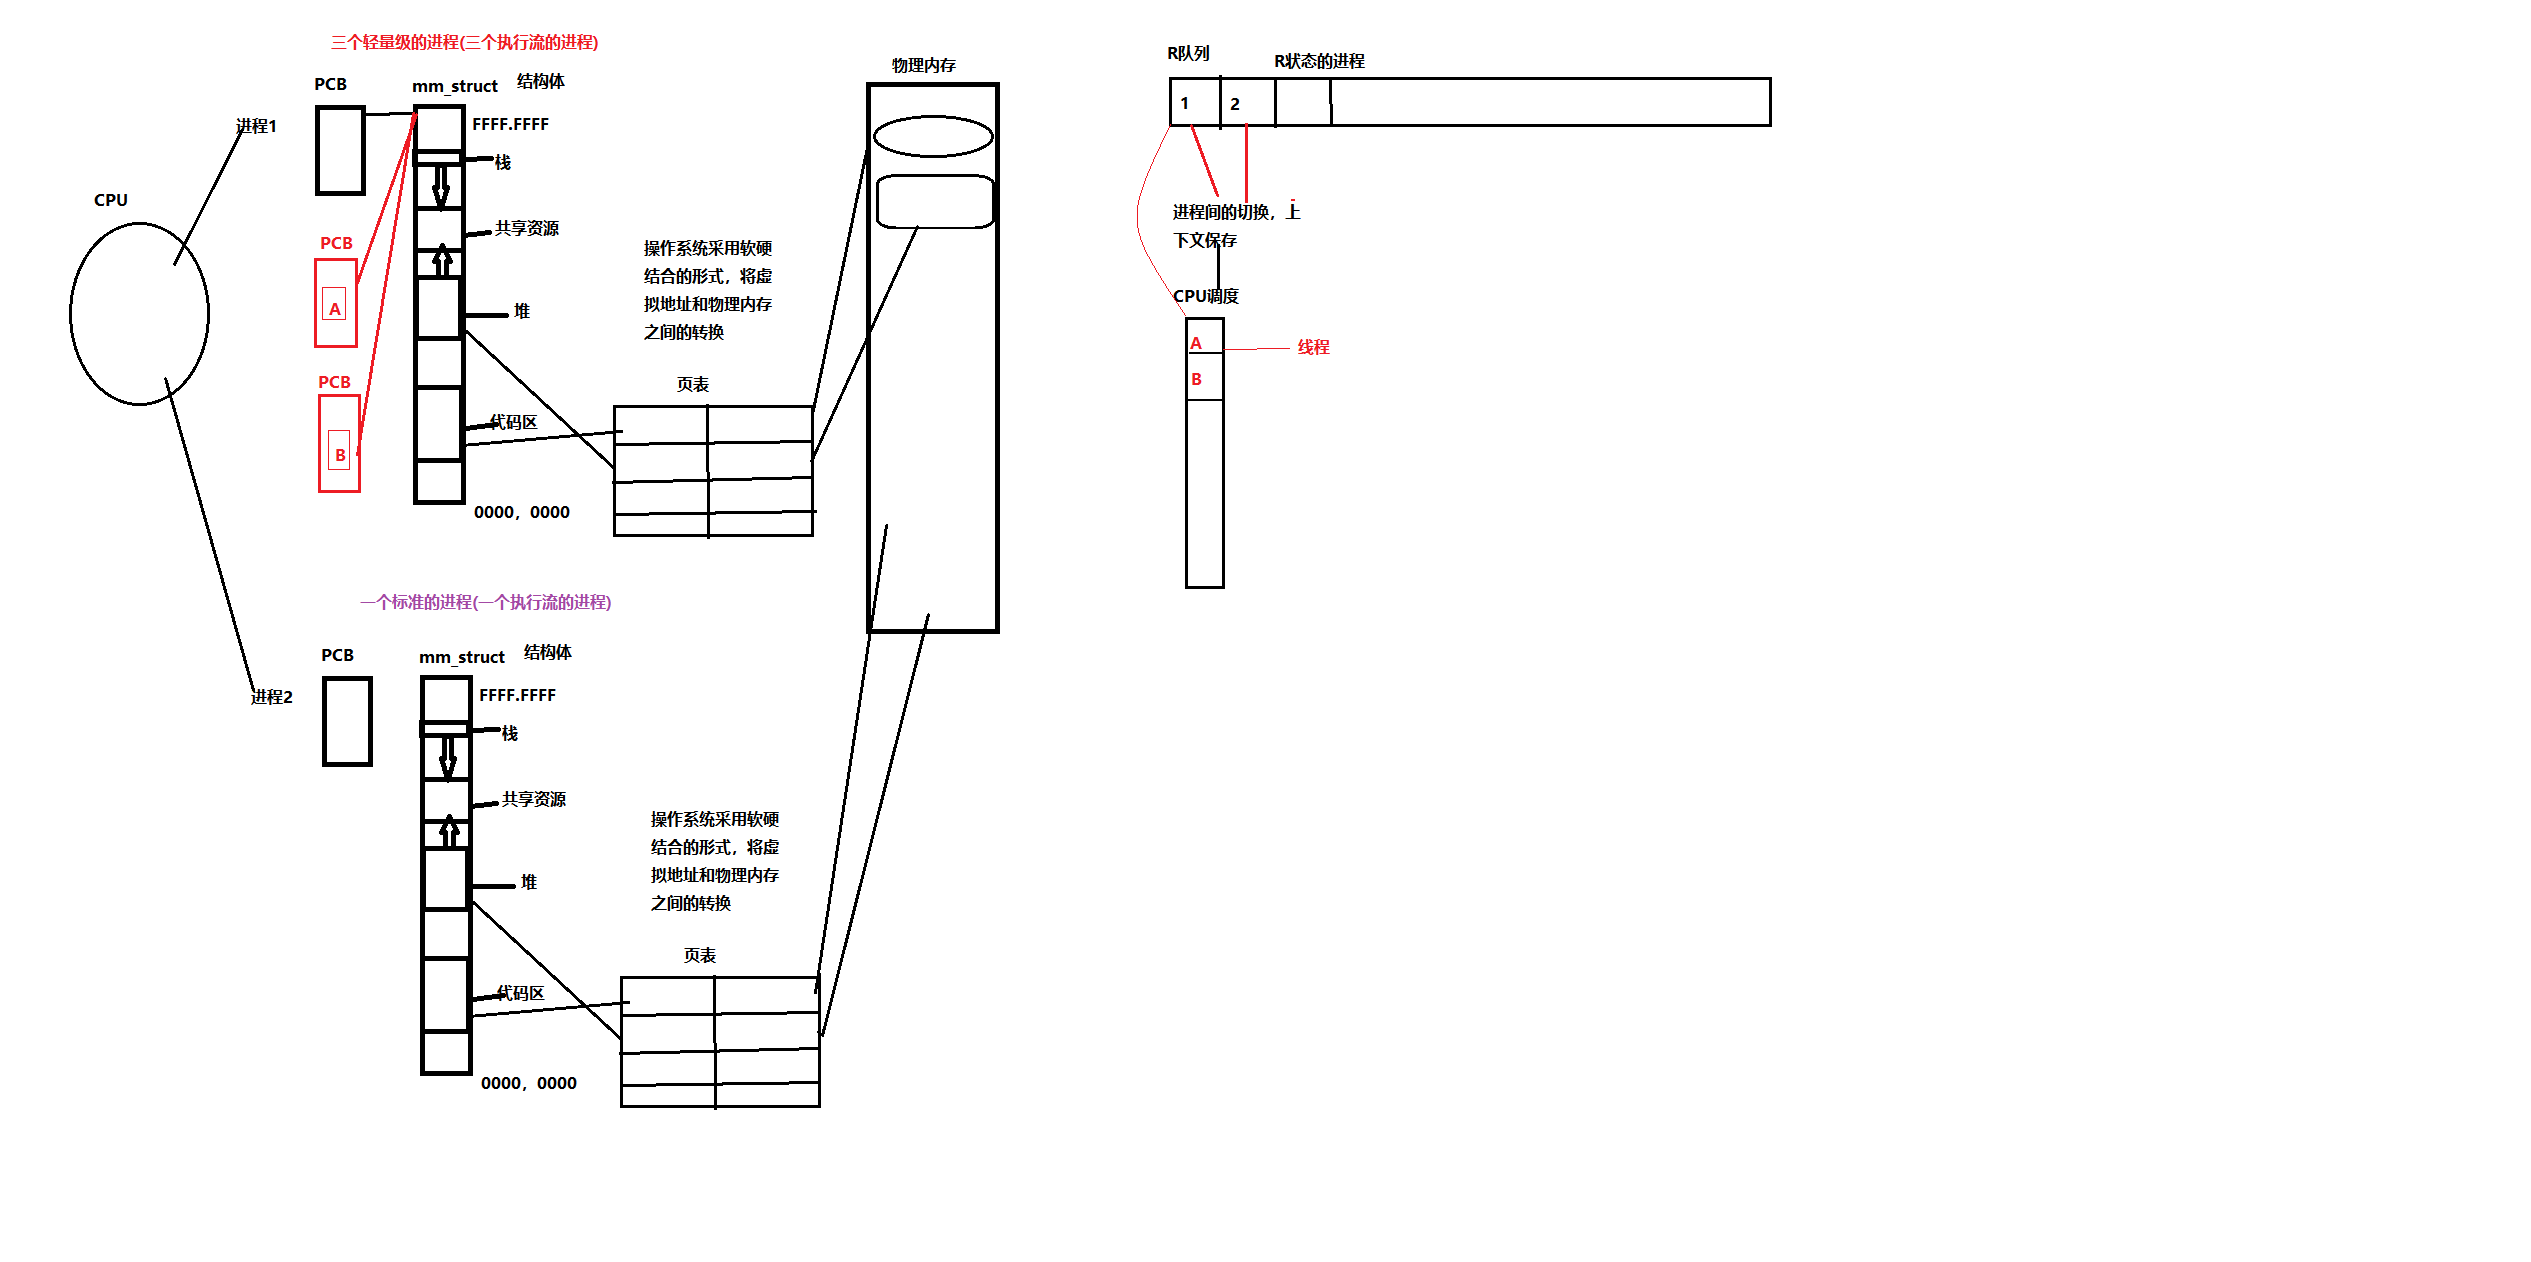 三个轻量级的进程(三个执行流的进程)
PCB
mm_struct
结构体
进程1
FFFF.FFFF
栈
CPU
共享资源
PCB
A
堆
PCB
B
代码区
0000，0000
操作系统采用软硬
结合的形式，将虚
拟地址和物理内存
之间的转换
页表
物理内存
R队列
R状态的进程
1
2
进程间的切换，上
下文保存
CPU调度
A
线程
B
一个标准的进程(一个执行流的进程)
PCB
mm_struct
结构体
进程2
FFFF.FFFF
栈
共享资源
堆
代码区
0000，0000
操作系统采用软硬
结合的形式，将虚
拟地址和物理内存
之间的转换
页表